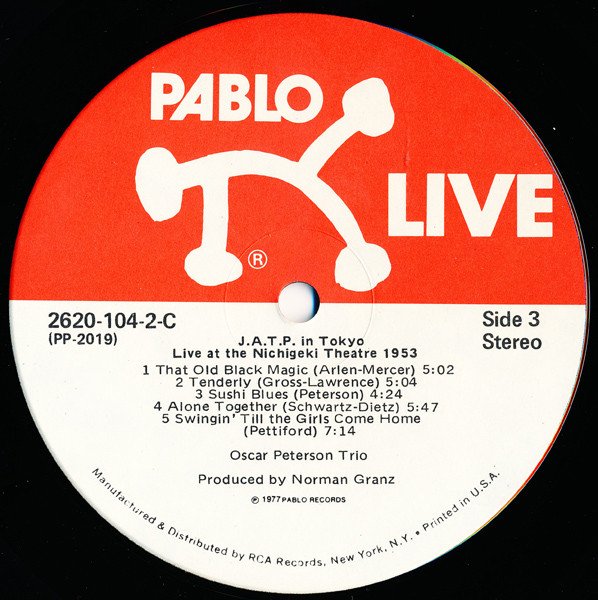 PABLO
LIVE
®
2620-104-2-C
(PP-2019)
Side 3
Stereo
J.A.T.P. in Tokyo
Live at the Nichigeki Theatre 1953
1 That Old Black Magic (Arlen-Mercer) 5:02
2 Tenderly (Gross-Lawrence) 5:04
3 Sushi Blues (Peterson) 4:24
4 Alone Together (Schwartz-Dietz) 5:47
5 Swingin' Till the Girls Come Home
(Pettiford) 7:14
Oscar Peterson Trio
Produced by Norman Granz
℗ 1977 PABLO RECORDS
Manufactured & Distributed by RCA Records, New York, N.Y. • Printed in U.S.A.